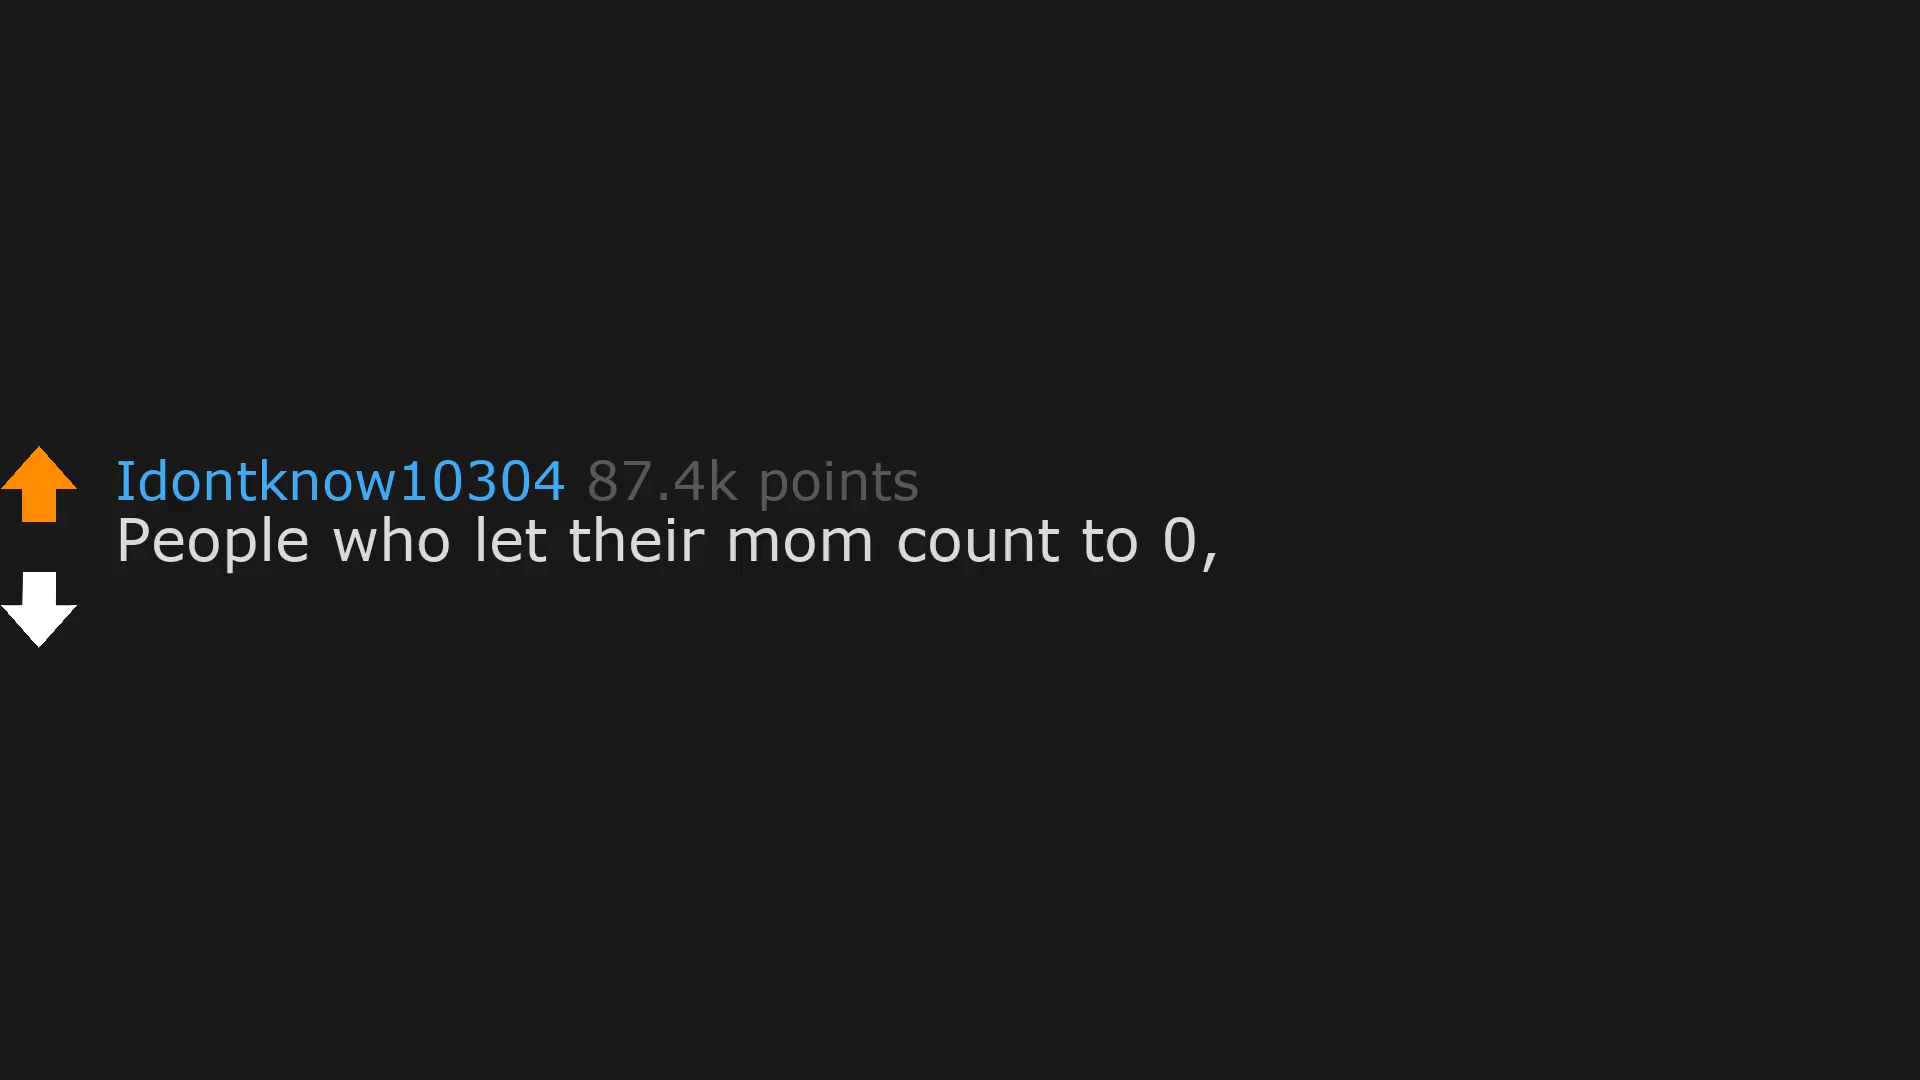 Idontknow10304 87.4k points
People who let their mom count to 0,